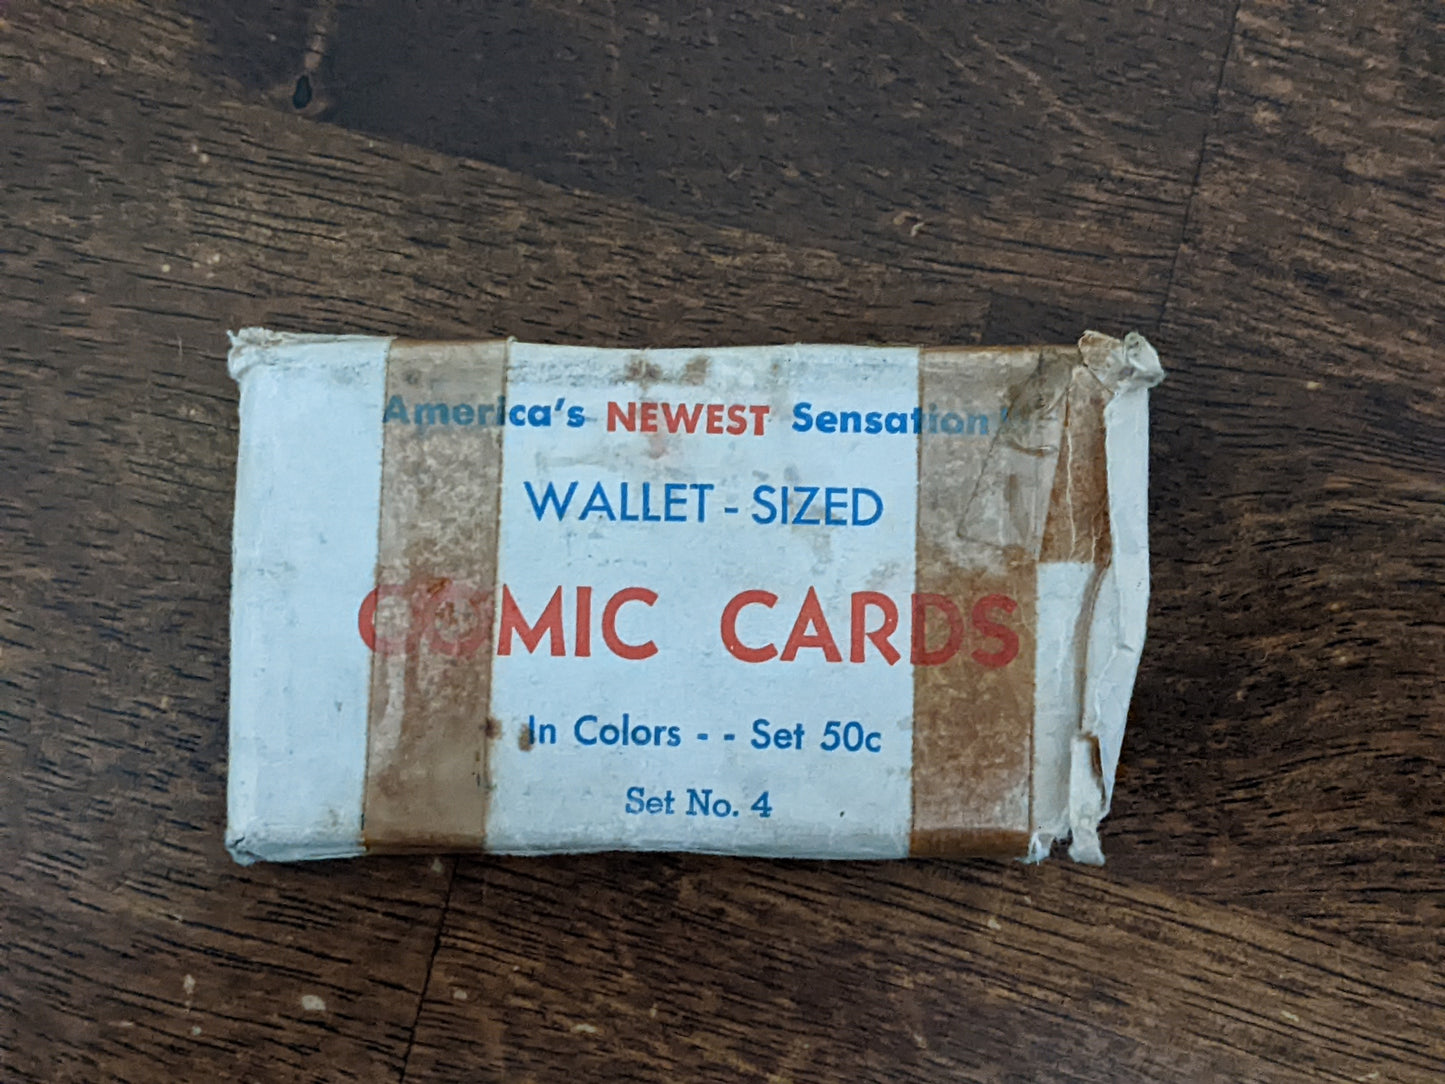 America's NEWEST Sensation!
WALLET - SIZED
COMIC CARDS
In Colors - - Set 50c
Set No. 4